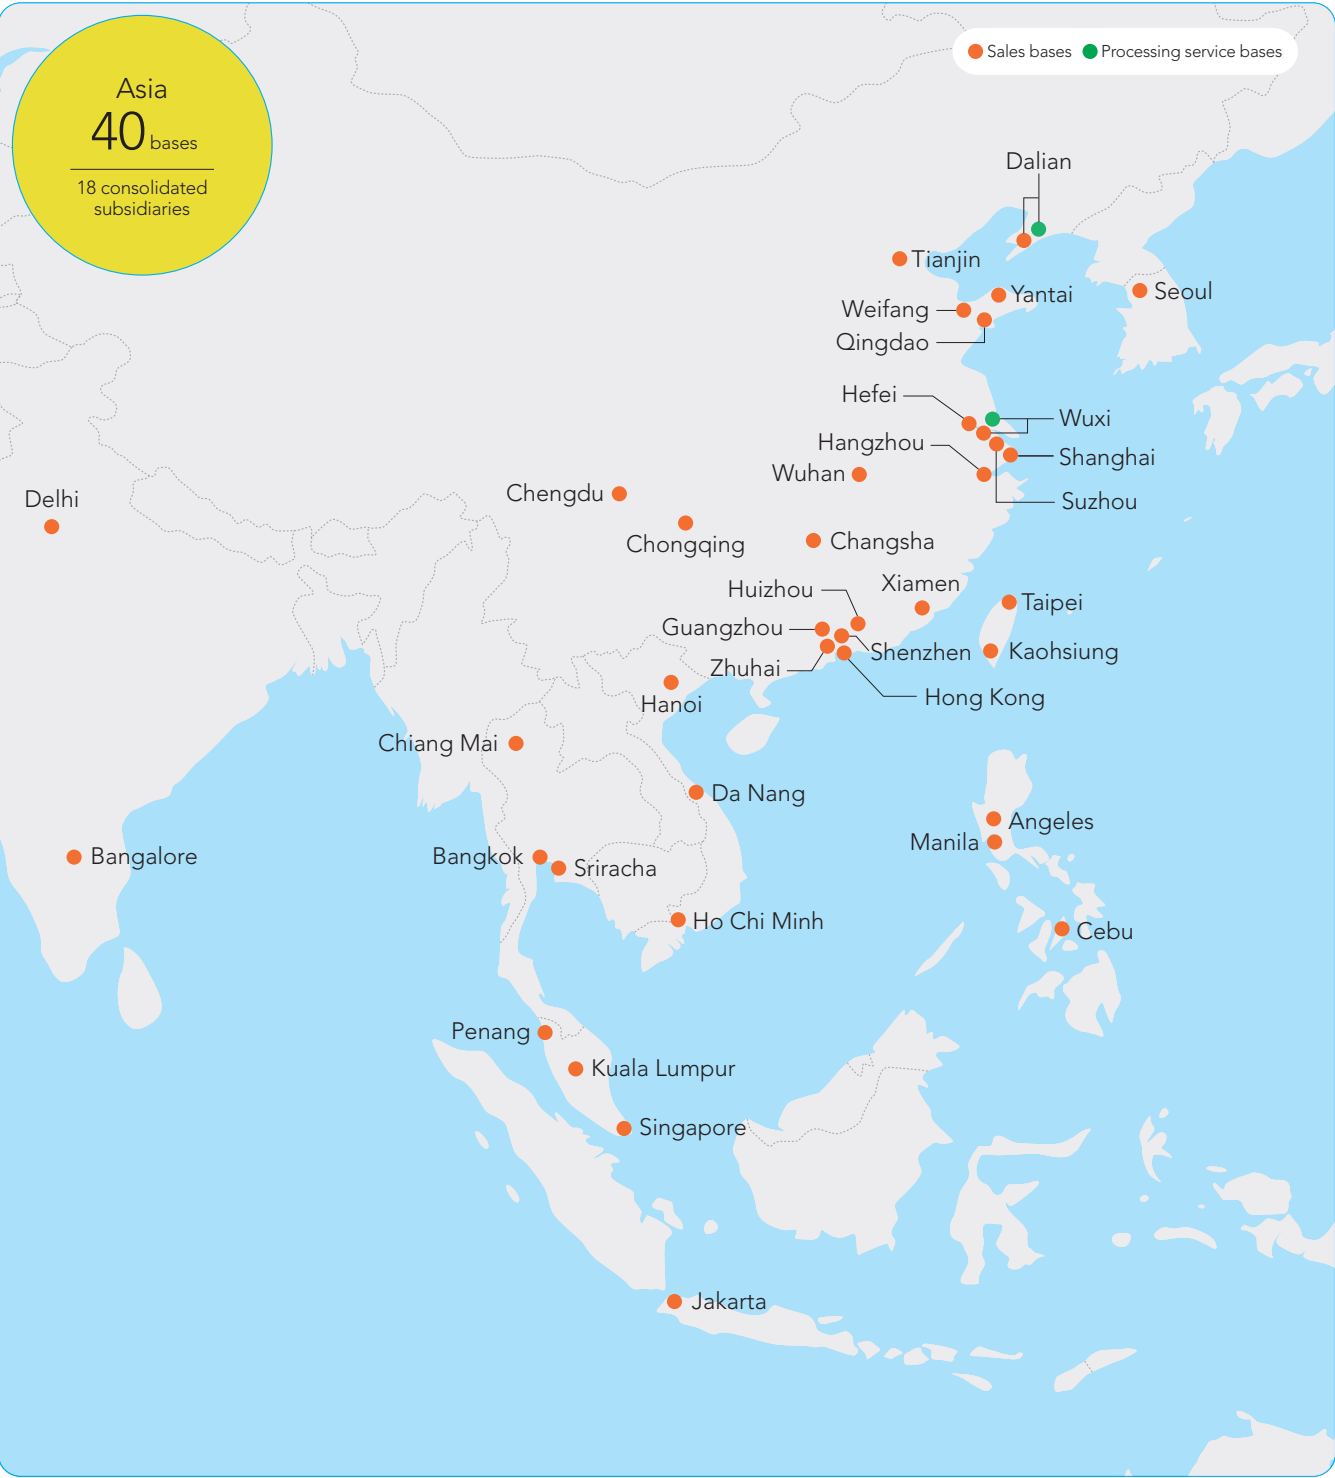 Asia
40 bases
18 consolidated
subsidiaries
Sales bases Processing service bases
Dalian
Tianjin
Yantai
Seoul
Weifang
Qingdao
Hefei
Wuxi
Hangzhou
Shanghai
Wuhan
Chengdu
Delhi
Suzhou
Chongqing
Changsha
Xiamen
Huizhou
Taipei
Guangzhou
Shenzhen
Kaohsiung
Zhuhai
Hong Kong
Hanoi
Chiang Mai
Da Nang
Angeles
Manila
Bangalore
Bangkok
Sriracha
Ho Chi Minh
Cebu
Penang
Kuala Lumpur
Singapore
Jakarta